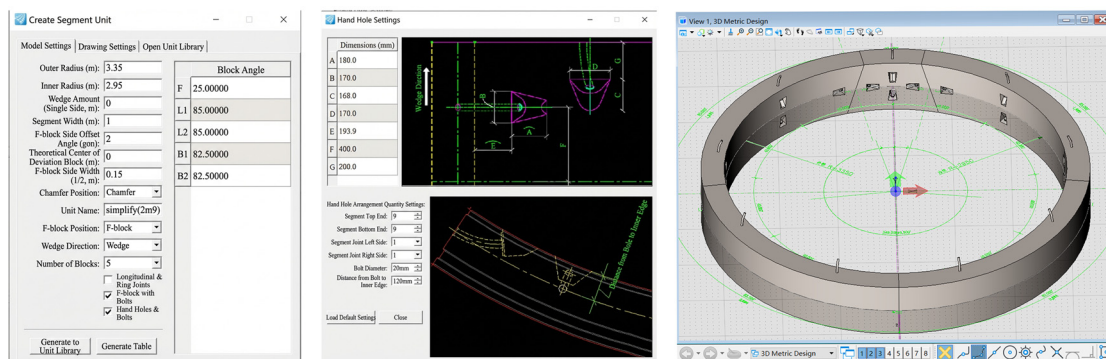 Create Segment Unit
Model Settings
Drawing Settings
Open Unit Library
Outer Radius (m): 3.35
Inner Radius (m): 2.95
Wedge Amount (Single Side, m): 0
Segment Width (m): 1
F-block Side Offset Angle (gon): 2
Theoretical Center of Deviation Block (m): 0
F-block Side Width (1/2, m): 0.15
Chamfer Position: Chamfer
Unit Name: simplify(2m9)
F-block Position: F-block
Wedge Direction: Wedge
Number of Blocks: 5
Longitudinal & Ring Joints
F-block with Bolts
Hand Holes & Bolts
Generate to Unit Library
Generate Table
Block Angle
F 25.00000
L1 85.00000
L2 85.00000
B1 82.50000
B2 82.50000
Hand Hole Settings
Dimensions (mm)
A 180.0
B 170.0
C 168.0
D 170.0
E 193.9
F 400.0
G 200.0
Wedge Direction
B
A
E
F
D
G
C
Hand Hole Arrangement Quantity Settings:
Segment Top End: 9
Segment Bottom End: 9
Segment Joint Left Side: 1
Segment Joint Right Side: 1
Bolt Diameter: 20mm
Distance from Bolt to Inner Edge: 120mm
Load Default Settings
Close
Distance from Bole to Inner Edge
View 1, 3D Metric Design
3D Metric Design
1 2 3 4 5 6 7 8